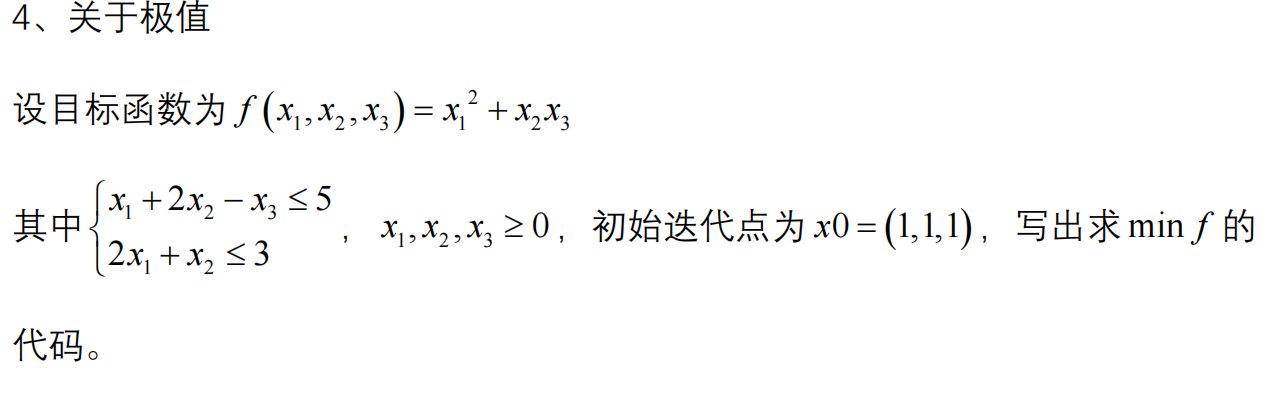 4、关于极值
设目标函数为 f(x₁,x₂,x₃) = x₁² + x₂x₃
其中 { x₁ + 2x₂ − x₃ ≤ 5
2x₁ + x₂ ≤ 3 , x₁,x₂,x₃ ≥ 0, 初始迭代点为 x0 = (1,1,1), 写出求 min f 的
代码。